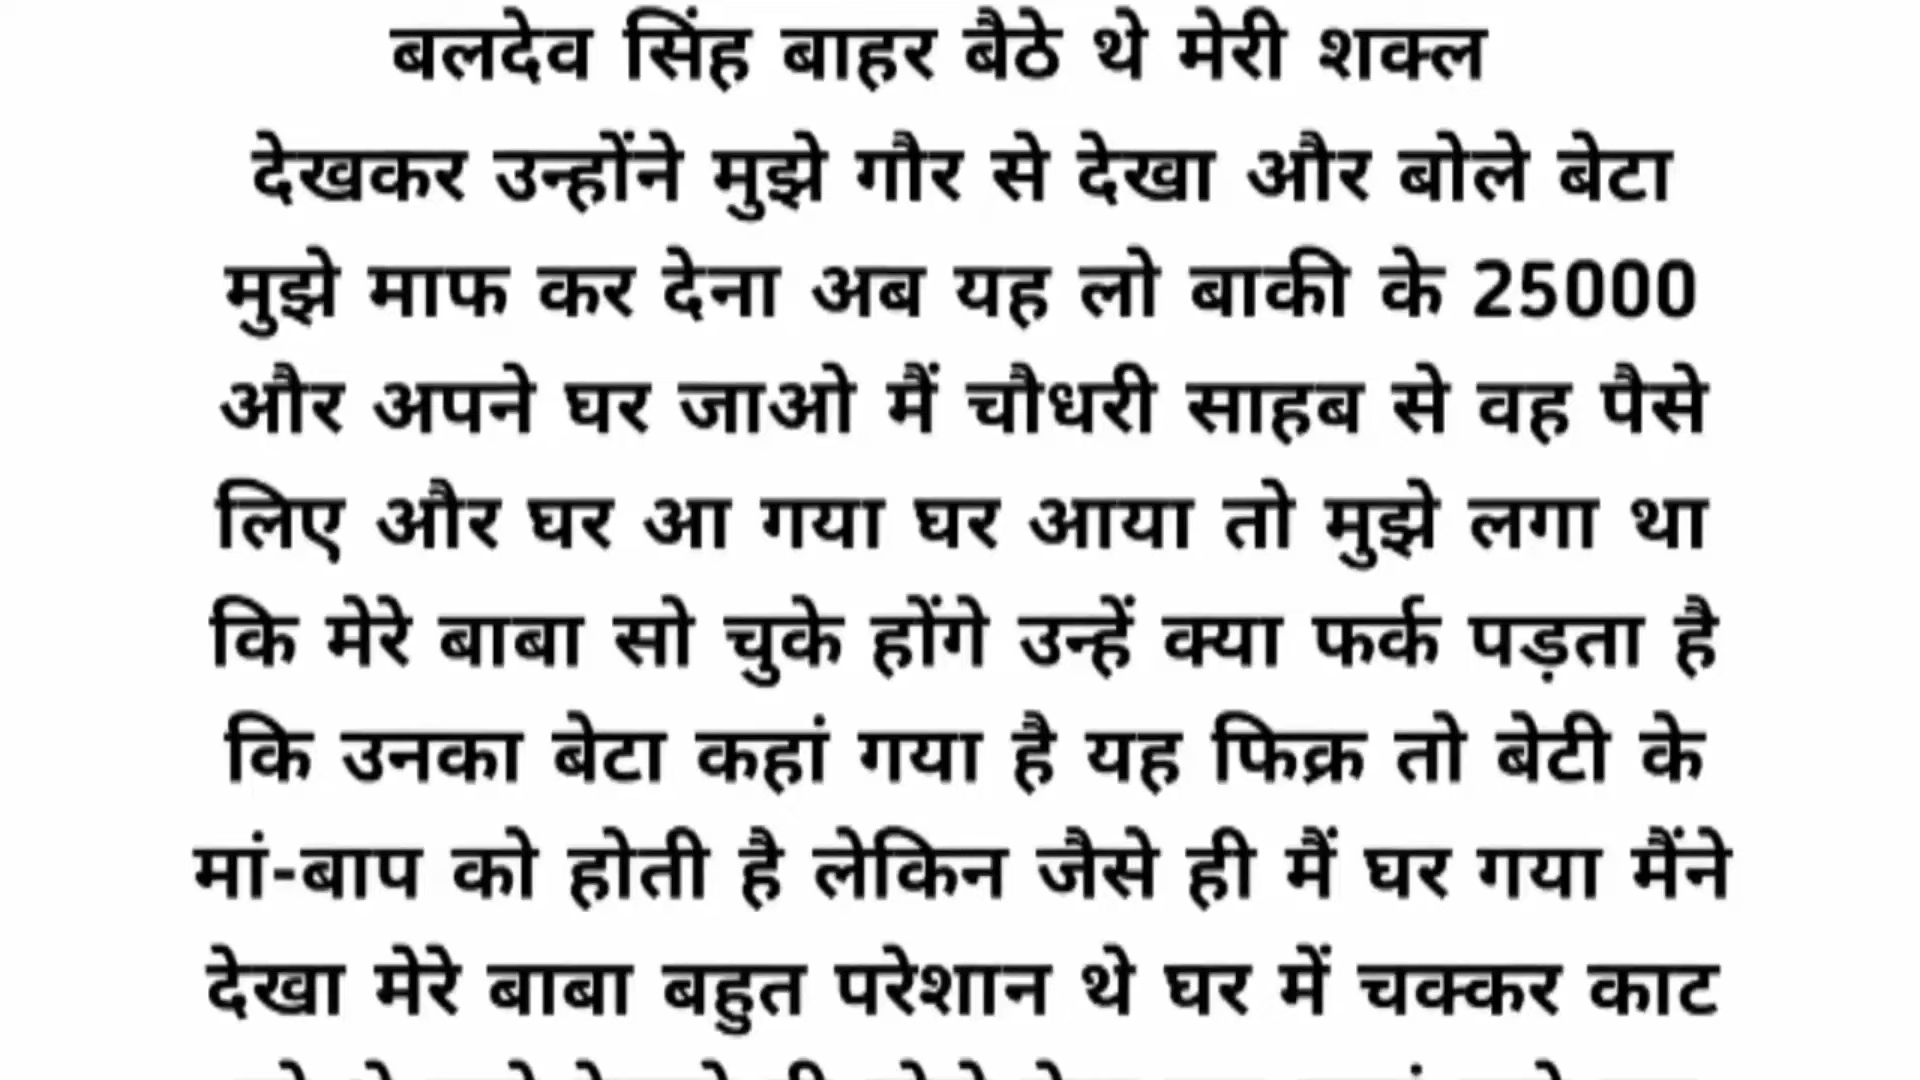 बलदेव सिंह बाहर बैठे थे मेरी शक्ल
देखकर उन्होंने मुझे गौर से देखा और बोले बेटा
मुझे माफ कर देना अब यह लो बाकी के 25000
और अपने घर जाओ मैं चौधरी साहब से वह पैसे
लिए और घर आ गया घर आया तो मुझे लगा था
कि मेरे बाबा सो चुके होंगे उन्हें क्या फर्क पड़ता है
कि उनका बेटा कहां गया है यह फिक्र तो बेटी के
मां-बाप को होती है लेकिन जैसे ही मैं घर गया मैंने
देखा मेरे बाबा बहुत परेशान थे घर में चक्कर काट